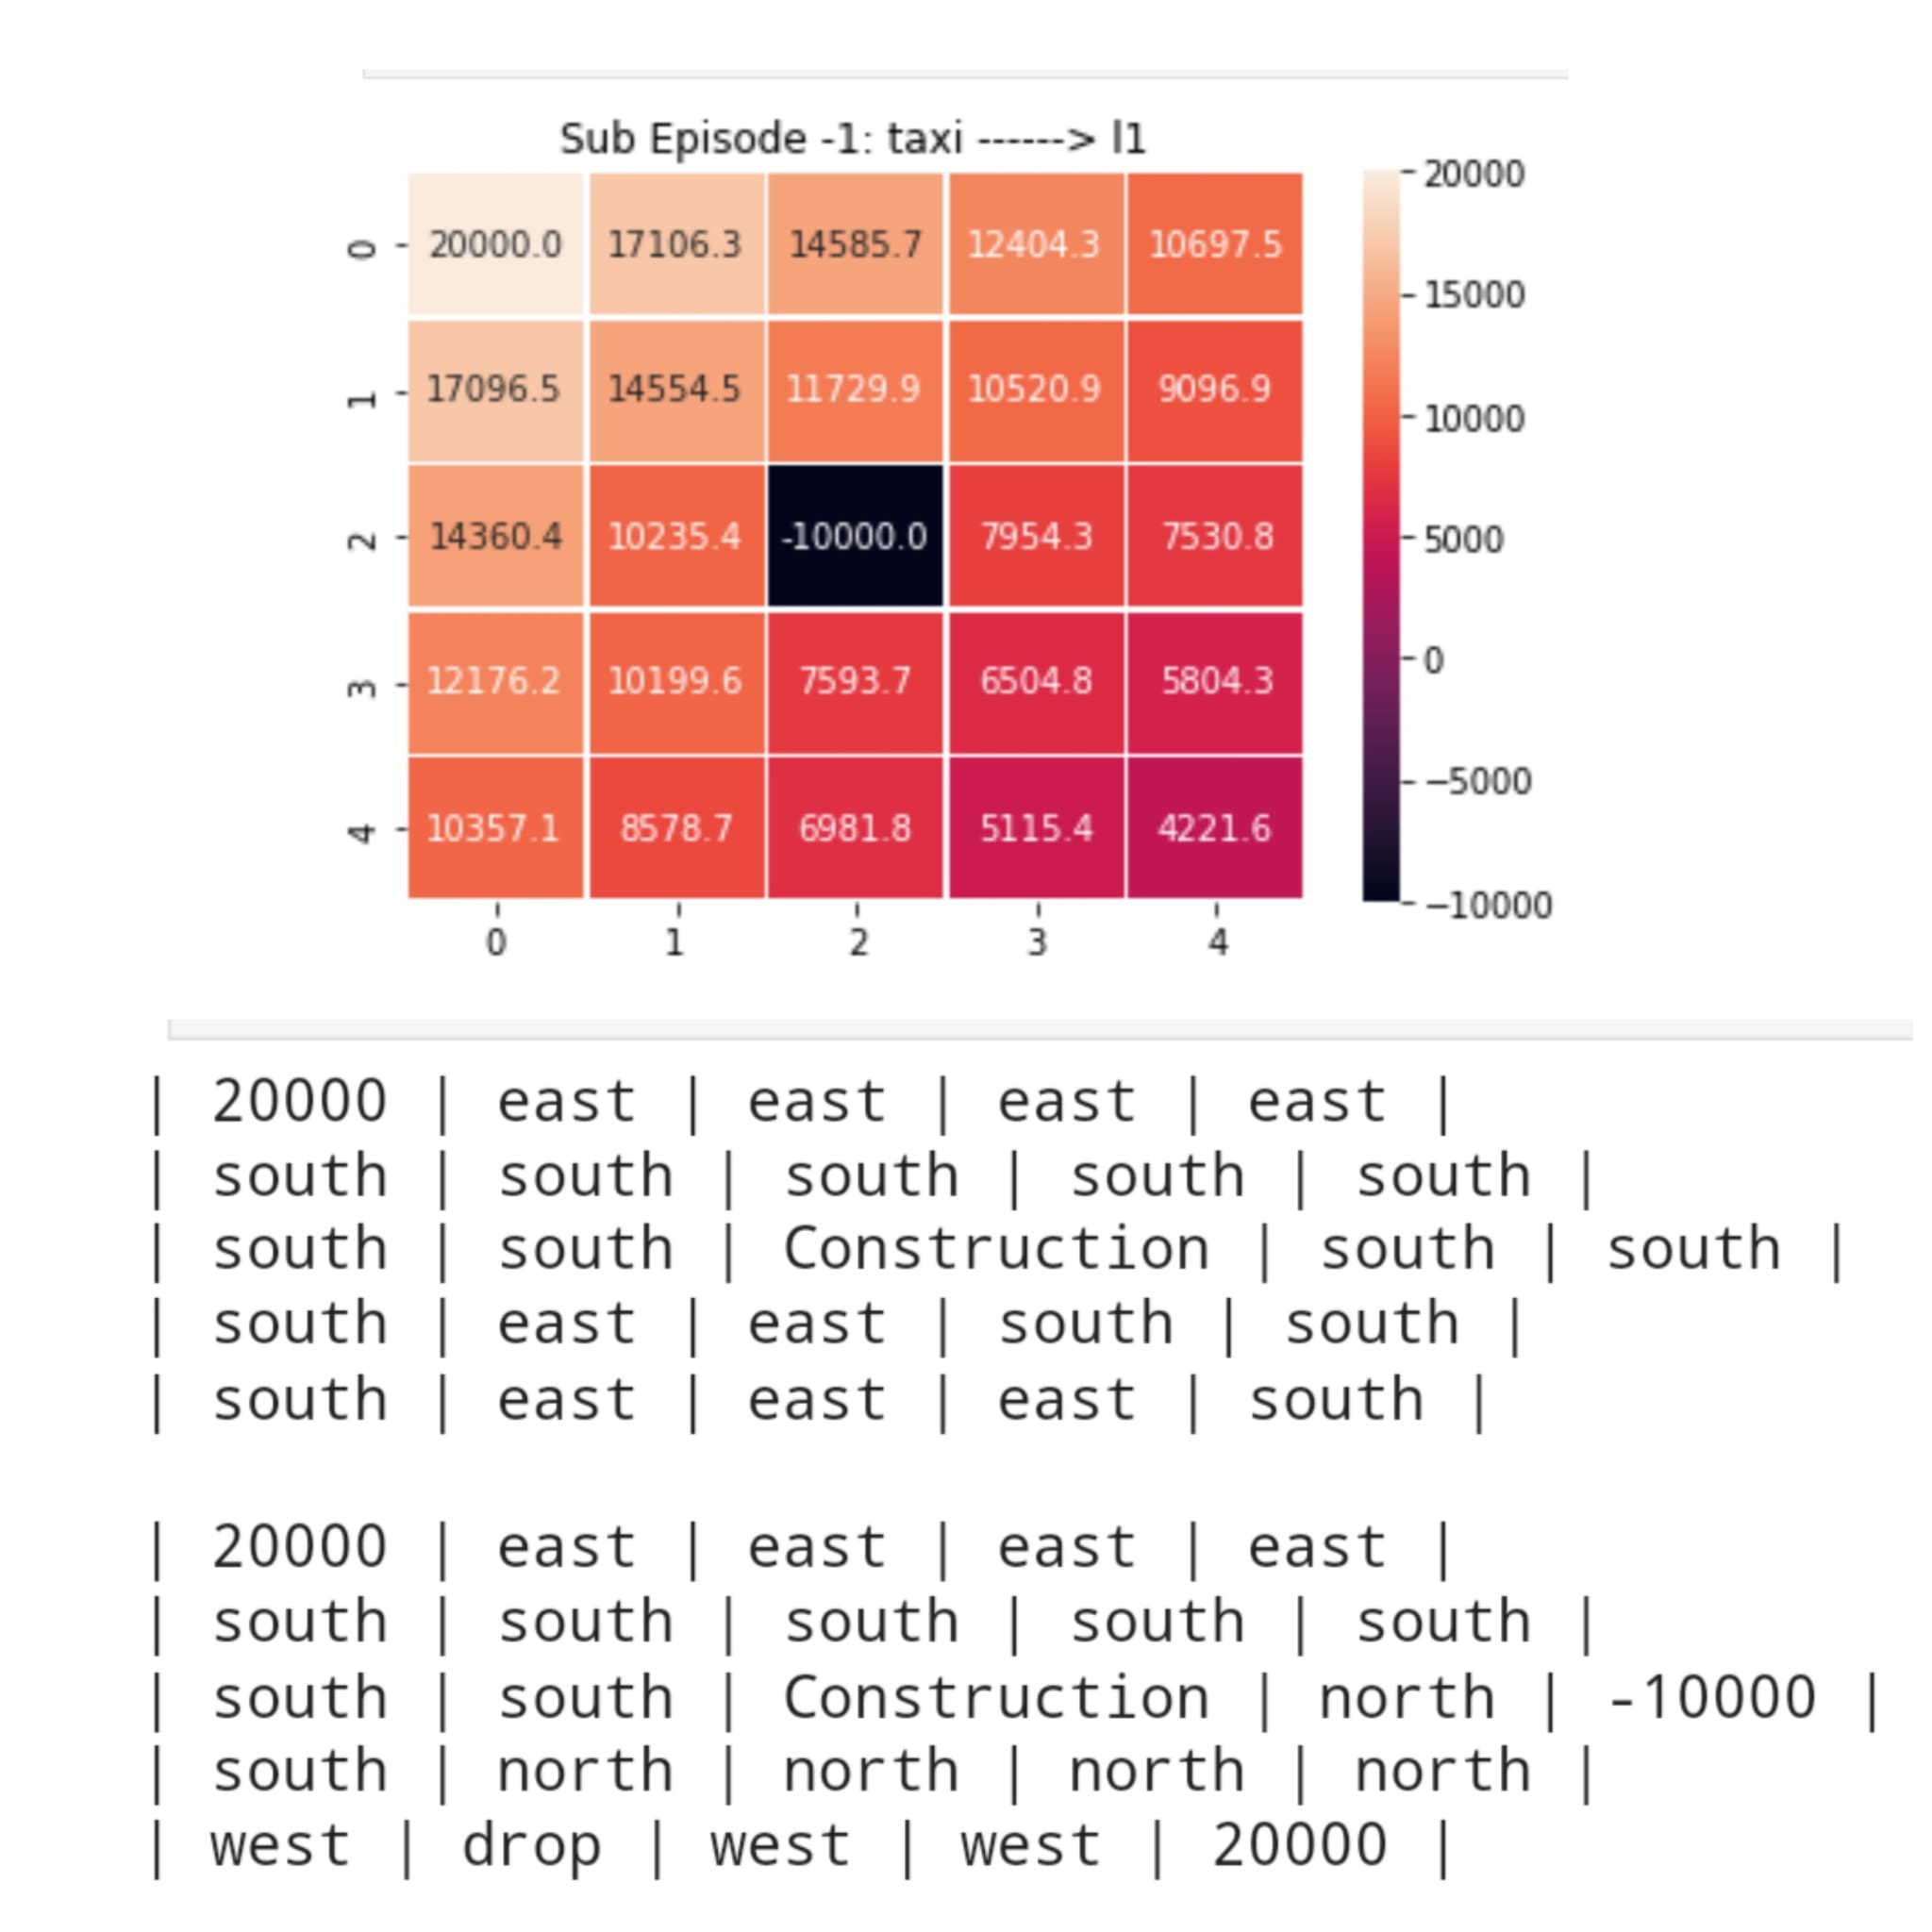 Sub Episode -1: taxi ------> l1
0 20000.0 17106.3 14585.7 12404.3 10697.5
1 17096.5 14554.5 11729.9 10520.9 9096.9
2 14360.4 10235.4 -10000.0 7954.3 7530.8
3 12176.2 10199.6 7593.7 6504.8 5804.3
4 10357.1 8578.7 6981.8 5115.4 4221.6
0 1 2 3 4
20000
15000
10000
5000
0
−5000
−10000
| 20000 | east | east | east | east |
| south | south | south | south | south |
| south | south | Construction | south | south |
| south | east | east | south | south |
| south | east | east | east | south |
| 20000 | east | east | east | east |
| south | south | south | south | south |
| south | south | Construction | north | -10000 |
| south | north | north | north | north |
| west | drop | west | west | 20000 |